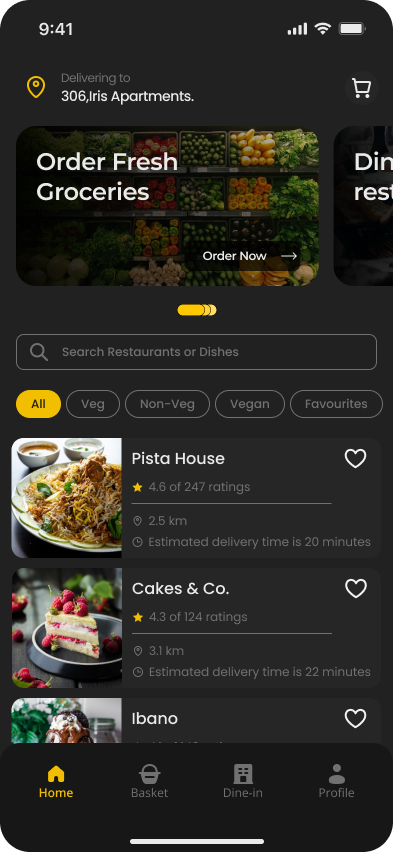 9:41
Delivering to
306,Iris Apartments.
Order Fresh
Groceries
Order Now
Search Restaurants or Dishes
All Veg Non-Veg Vegan Favourites
Pista House
4.6 of 247 ratings
2.5 km
Estimated delivery time is 20 minutes
Cakes & Co.
4.3 of 124 ratings
3.1 km
Estimated delivery time is 22 minutes
Ibano
Home Basket Dine-in Profile